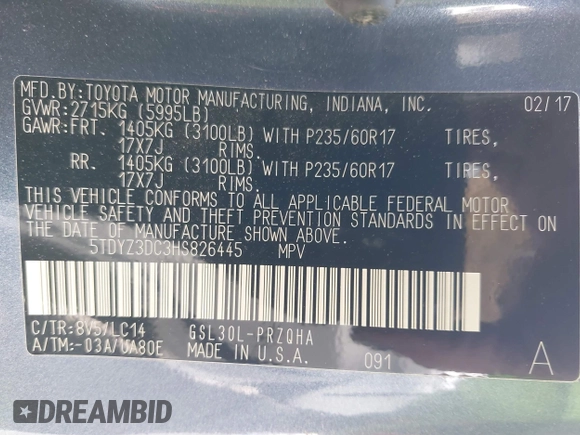 MFD.BY:TOYOTA MOTOR MANUFACTURING, INDIANA, INC. 02/17
GVWR:2715KG (5995LB)
GAWR:FRT. 1405KG (3100LB) WITH P235/60R17 TIRES,
17X7J RIMS.
RR. 1405KG (3100LB) WITH P235/60R17 TIRES,
17X7J RIMS.
THIS VEHICLE CONFORMS TO ALL APPLICABLE FEDERAL MOTOR
VEHICLE SAFETY AND THEFT PREVENTION STANDARDS IN EFFECT ON
THE DATE OF MANUFACTURE SHOWN ABOVE.
5TDYZ3DC3HS826445 MPV
C/TR:8V5/LC14 GSL30L-PRZQHA
A/TM:-03A/UA80E MADE IN U.S.A. 091 A
DREAMBID